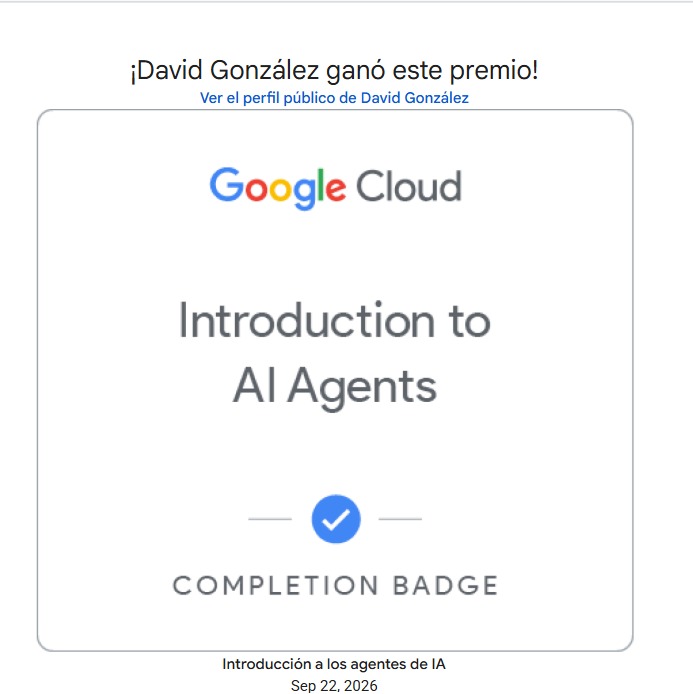 ¡David González ganó este premio!
Ver el perfil público de David González
Google Cloud
Introduction to
AI Agents
COMPLETION BADGE
Introducción a los agentes de IA
Sep 22, 2026